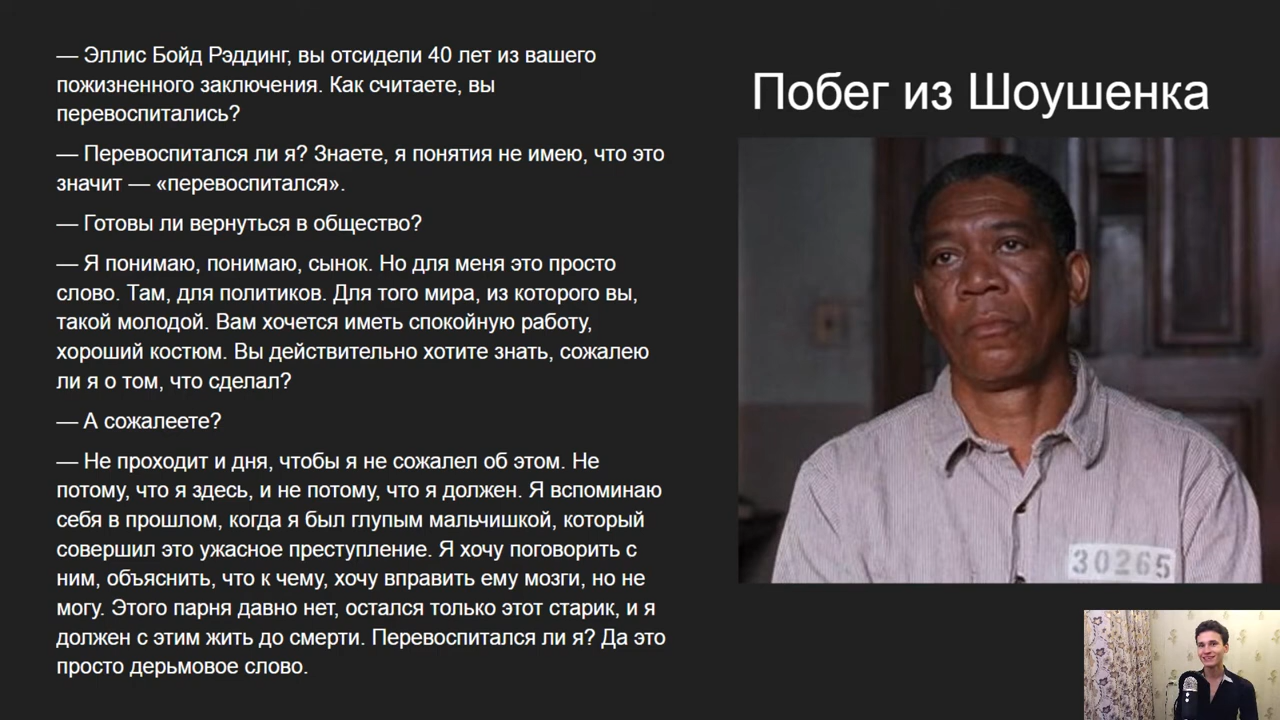 — Эллис Бойд Рэддинг, вы отсидели 40 лет из вашего
пожизненного заключения. Как считаете, вы
перевоспитались?
— Перевоспитался ли я? Знаете, я понятия не имею, что это
значит — «перевоспитался».
— Готовы ли вернуться в общество?
— Я понимаю, понимаю, сынок. Но для меня это просто
слово. Там, для политиков. Для того мира, из которого вы,
такой молодой. Вам хочется иметь спокойную работу,
хороший костюм. Вы действительно хотите знать, сожалею
ли я о том, что сделал?
— А сожалеете?
— Не проходит и дня, чтобы я не сожалел об этом. Не
потому, что я здесь, и не потому, что я должен. Я вспоминаю
себя в прошлом, когда я был глупым мальчишкой, который
совершил это ужасное преступление. Я хочу поговорить с
ним, объяснить, что к чему, хочу вправить ему мозги, но не
могу. Этого парня давно нет, остался только этот старик, и я
должен с этим жить до смерти. Перевоспитался ли я? Да это
просто дерьмовое слово.
Побег из Шоушенка
30265